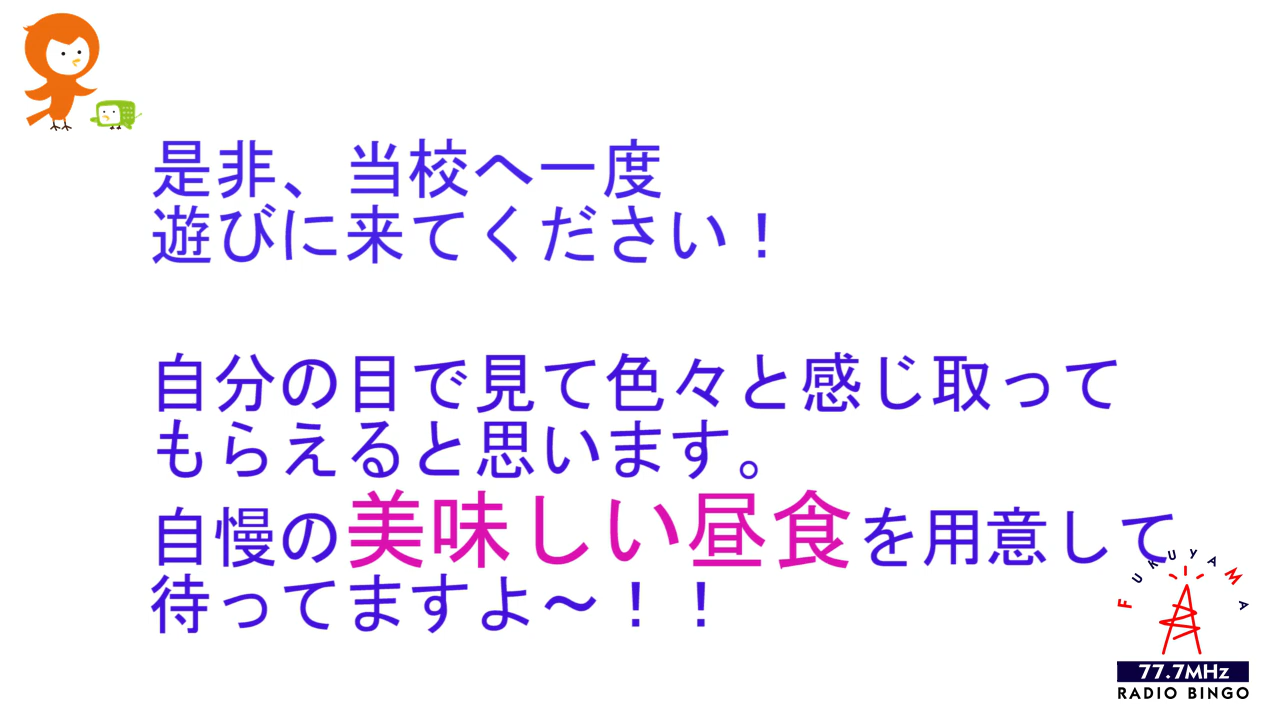 是非、当校へ一度
遊びに来てください！
自分の目で見て色々と感じ取って
もらえると思います。
自慢の美味しい昼食を用意して
待ってますよ～！！
FUKUYAMA
77.7MHz
RADIO BINGO